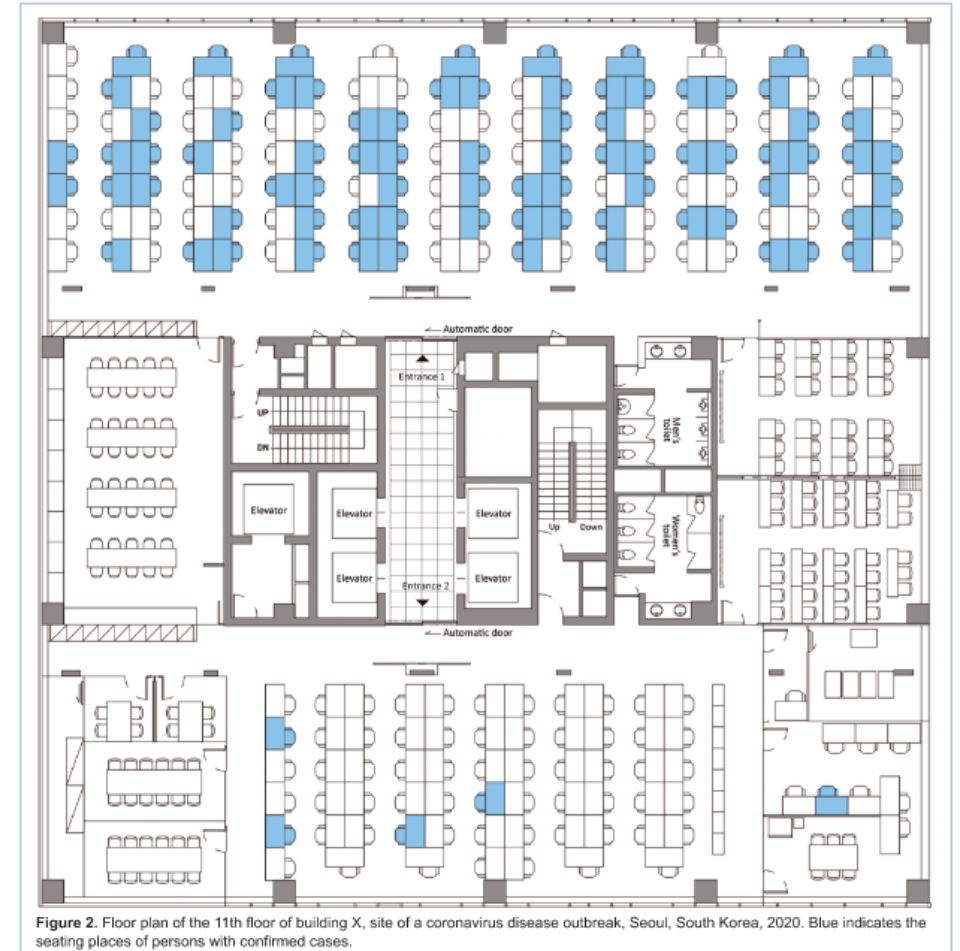 Automatic door
Entrance 1
UP
DN
Men's
toilet
Elevator
Elevator
Elevator
Up Down
Women's
toilet
Elevator
Elevator
Entrance 2
Automatic door
Figure 2. Floor plan of the 11th floor of building X, site of a coronavirus disease outbreak, Seoul, South Korea, 2020. Blue indicates the
seating places of persons with confirmed cases.